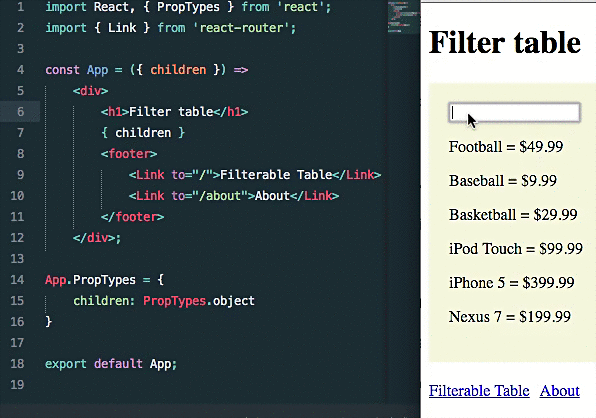 1 import React, { PropTypes } from 'react';
2 import { Link } from 'react-router';
3
4 const App = ({ children }) =>
5 <div>
6 <h1>Filter table</h1>
7 { children }
8 <footer>
9 <Link to="/">Filterable Table</Link>
10 <Link to="/about">About</Link>
11 </footer>
12 </div>;
13
14 App.PropTypes = {
15 children: PropTypes.object
16 }
17
18 export default App;
19
Filter table
Football = $49.99
Baseball = $9.99
Basketball = $29.99
iPod Touch = $99.99
iPhone 5 = $399.99
Nexus 7 = $199.99
Filterable Table About